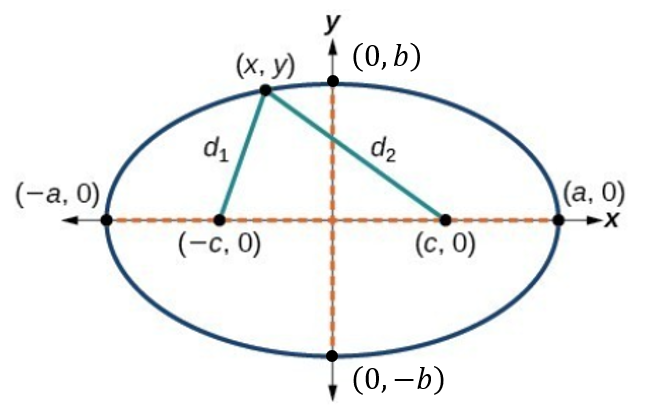 y
(0, b)
(x, y)
d₁
d₂
(−a, 0)
(a, 0)
x
(−c, 0)
(c, 0)
(0, −b)